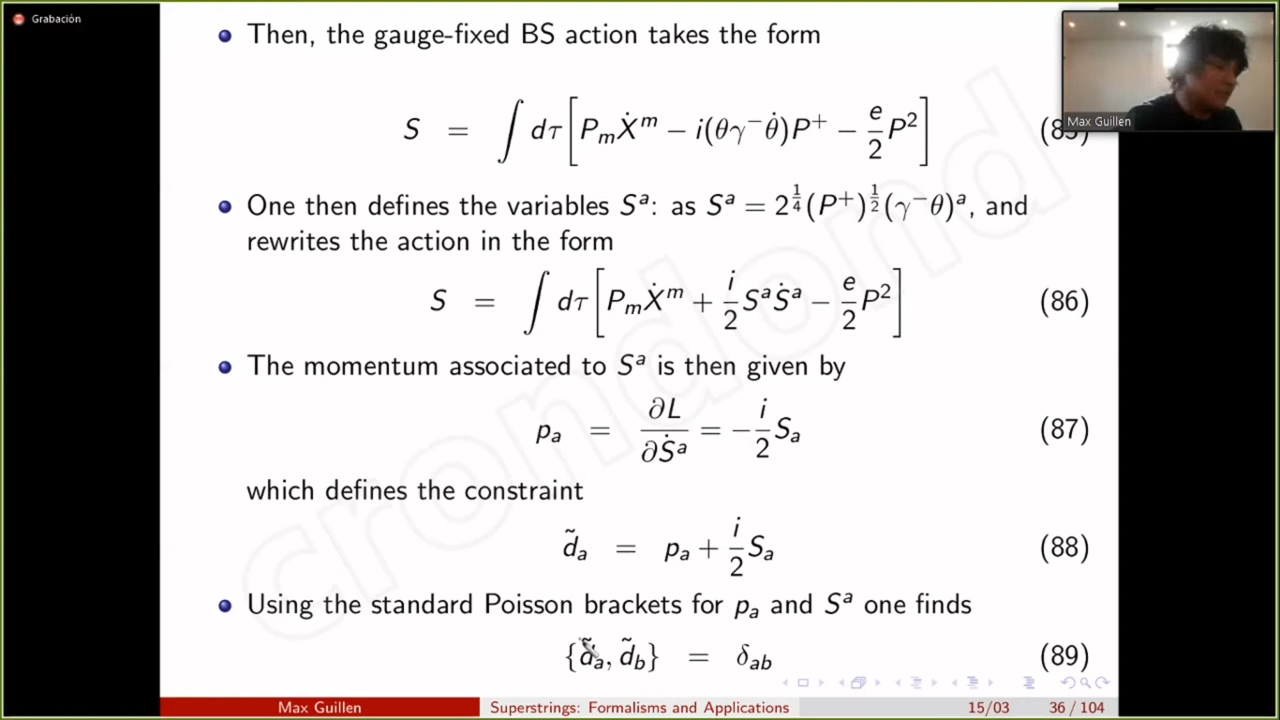 Grabación
Then, the gauge-fixed BS action takes the form
S = ∫ dτ [ P_m Ẋ^m − i(θγ^−θ̇)P^+ − e/2 P^2 ]
Max Guillen
One then defines the variables S^a: as S^a = 2^{1/4}(P^+)^{1/2}(γ^−θ)^a, and
rewrites the action in the form
S = ∫ dτ [ P_m Ẋ^m + i/2 S^a Ṡ^a − e/2 P^2 ] (86)
The momentum associated to S^a is then given by
p_a = ∂L/∂Ṡ^a = −i/2 S_a (87)
which defines the constraint
d̃_a = p_a + i/2 S_a (88)
Using the standard Poisson brackets for p_a and S^a one finds
{d̃_a, d̃_b} = δ_ab (89)
Max Guillen Superstrings: Formalisms and Applications 15/03 36 / 104
crondond